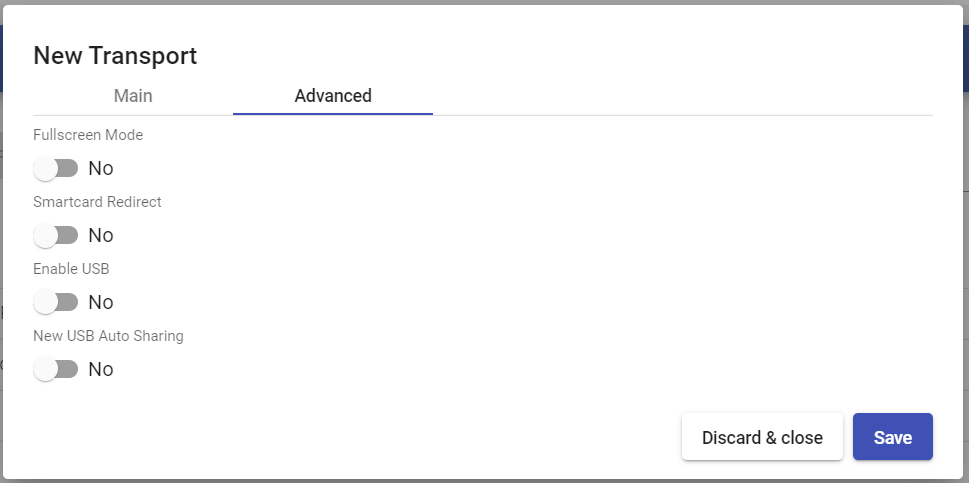 New Transport
Main Advanced
Fullscreen Mode
No
Smartcard Redirect
No
Enable USB
No
New USB Auto Sharing
No
Discard & close Save